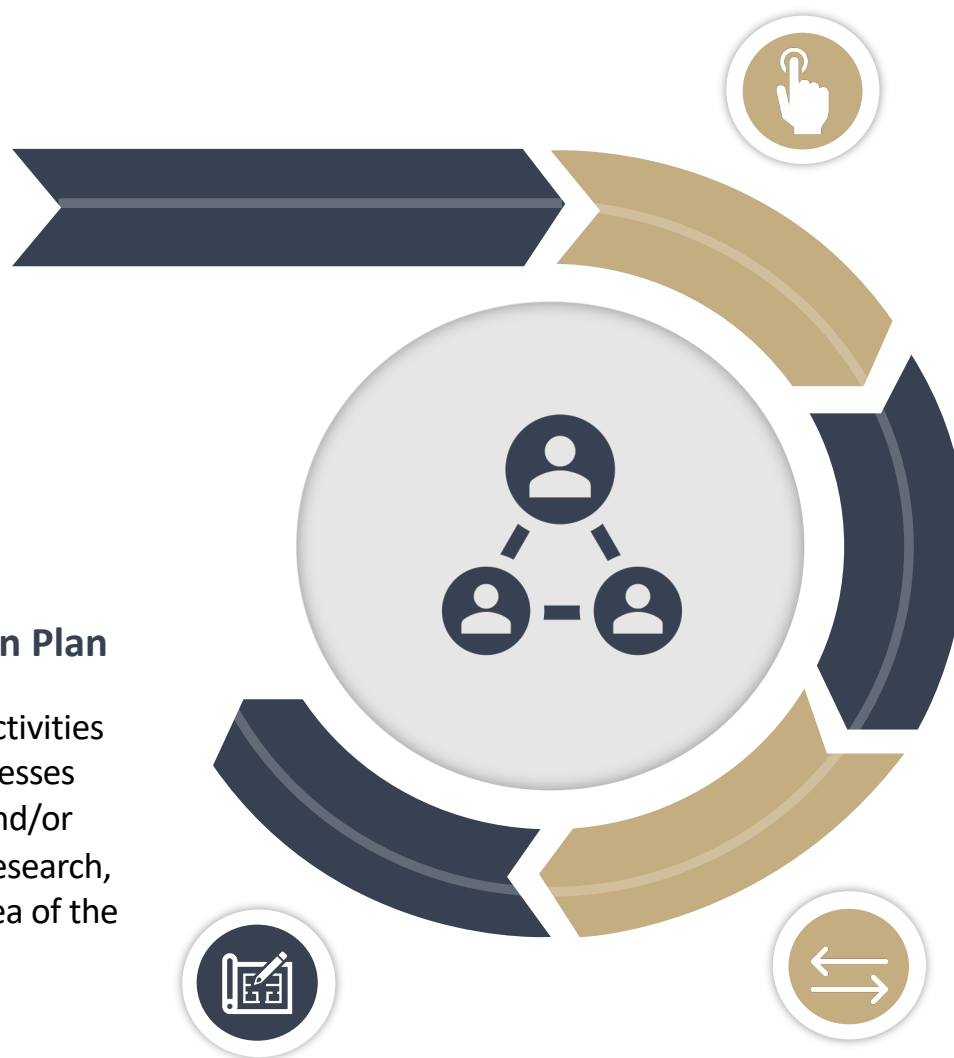 n Plan
ctivities
esses
nd/or
esearch,
ea of the